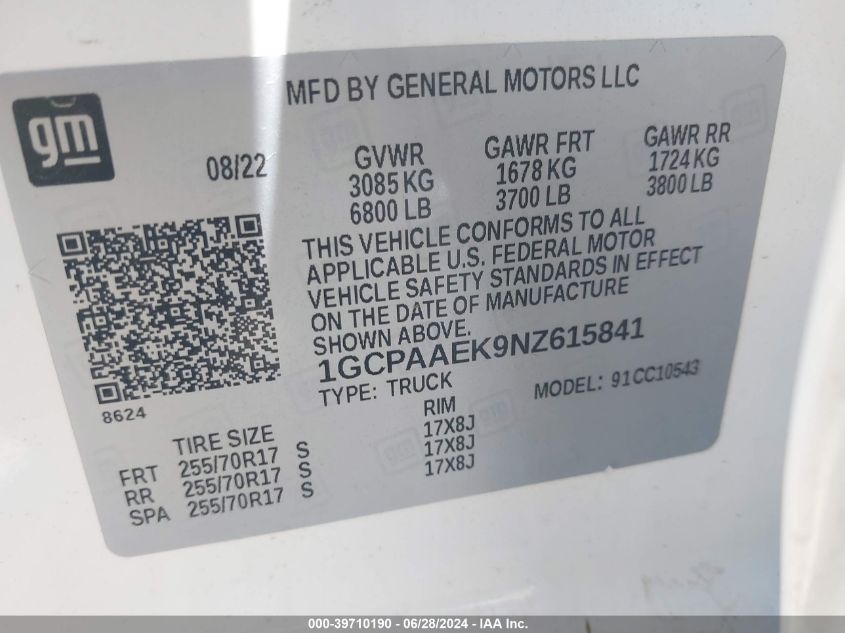 MFD BY GENERAL MOTORS LLC
gm
08/22
GVWR
3085 KG
6800 LB
GAWR FRT
1678 KG
3700 LB
GAWR RR
1724 KG
3800 LB
THIS VEHICLE CONFORMS TO ALL
APPLICABLE U.S. FEDERAL MOTOR
VEHICLE SAFETY STANDARDS IN EFFECT
ON THE DATE OF MANUFACTURE
SHOWN ABOVE.
1GCPAAEK9NZ615841
TYPE: TRUCK
MODEL: 91CC10543
8624
TIRE SIZE RIM
FRT 255/70R17 S 17X8J
RR 255/70R17 S 17X8J
SPA 255/70R17 S 17X8J
000-39710190 - 06/28/2024 - IAA Inc.